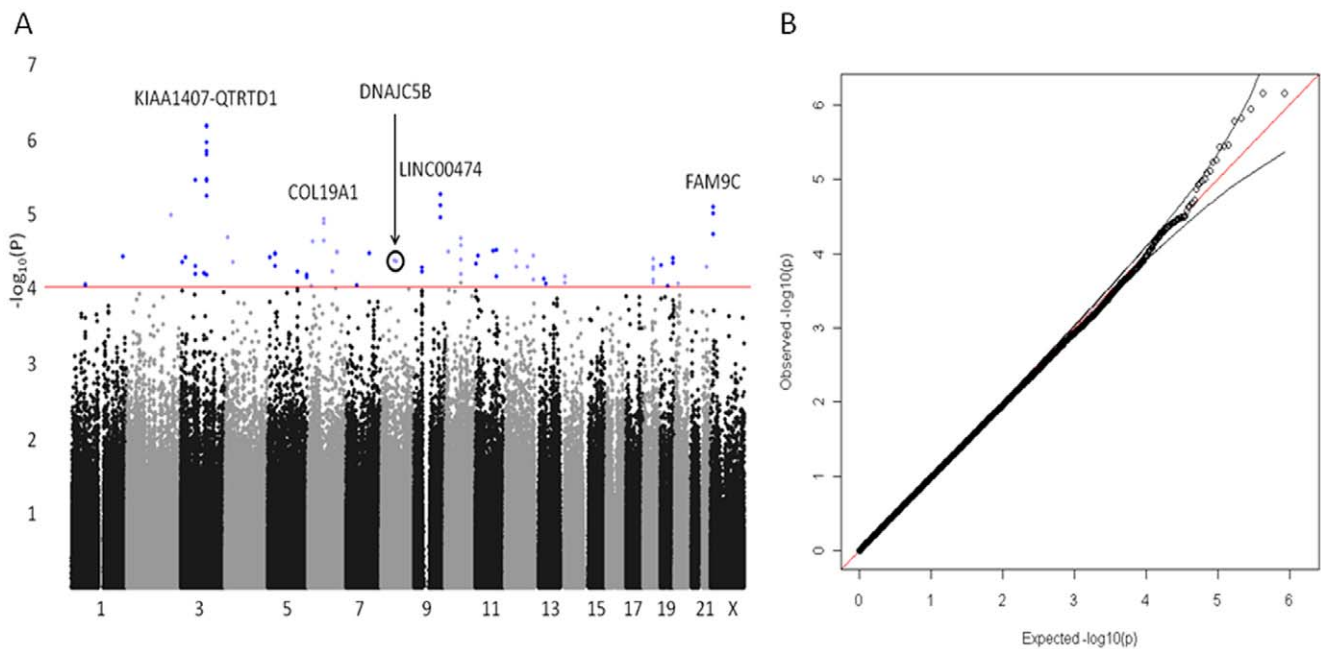 A
B
7
KIAA1407-QTRTD1
DNAJC5B
6
LINC00474
COL19A1
FAM9C
5
4
3
2
1
-log10(P)
1 3 5 7 9 11 13 15 17 19 21 X
6
5
4
3
2
1
0
Observed -log10(p)
0 1 2 3 4 5 6
Expected -log10(p)